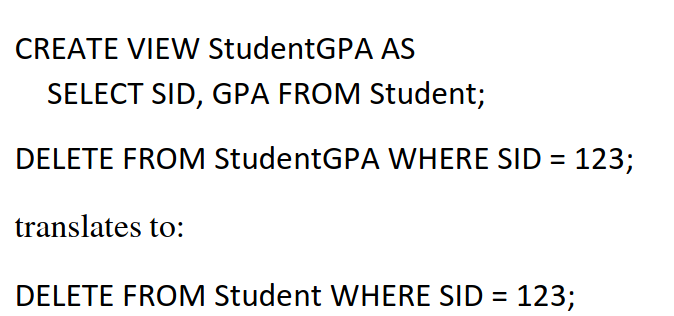 CREATE VIEW StudentGPA AS
SELECT SID, GPA FROM Student;
DELETE FROM StudentGPA WHERE SID = 123;
translates to:
DELETE FROM Student WHERE SID = 123;